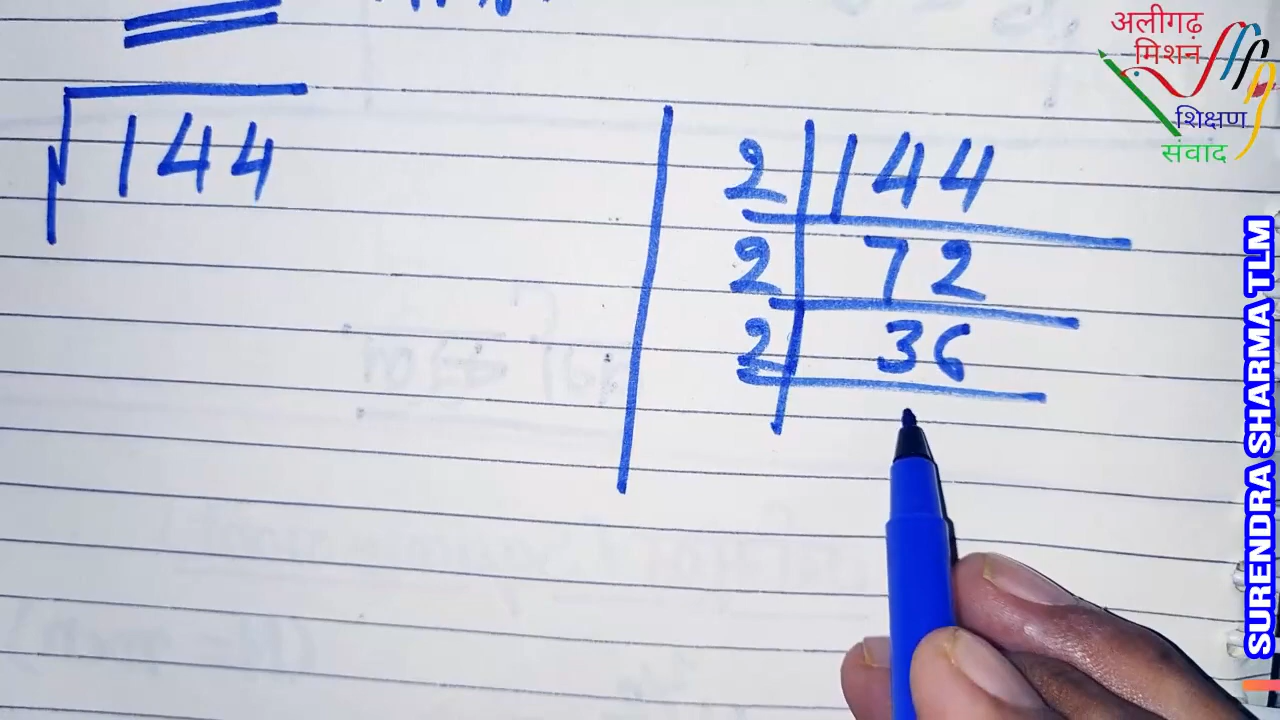 √144
2 | 144
2 | 72
2 | 36
अलीगढ़
मिशन
शिक्षण
संवाद
SURENDRA SHARMA TLM